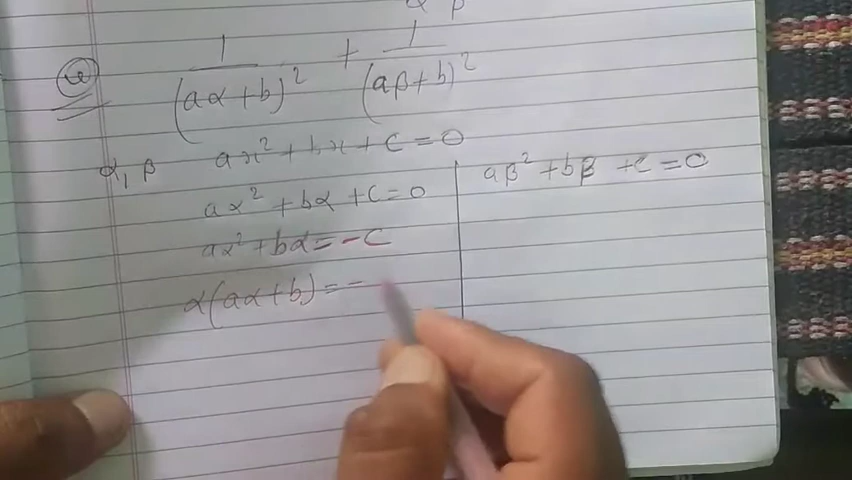 α β
1/(aα+b)² + 1/(aβ+b)²
α, β ax² + bx + c = 0
aα² + bα + c = 0
aα² + bα = -c
α(aα+b) = -
aβ² + bβ + c = 0